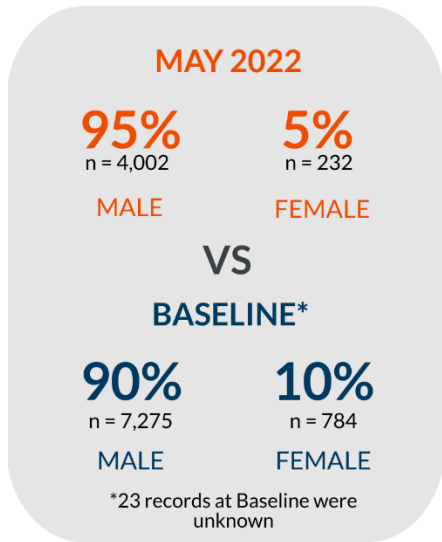 MAY 2022
95% 5%
n = 4,002 n = 232
MALE FEMALE
VS
BASELINE*
90% 10%
n = 7,275 n = 784
MALE FEMALE
*23 records at Baseline were
unknown